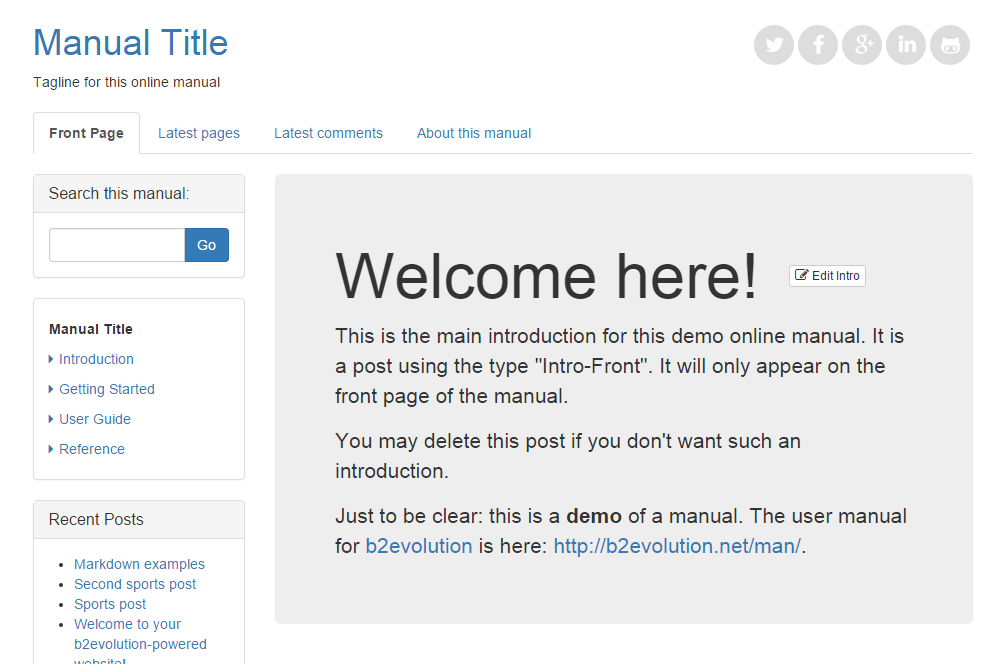 Manual Title
Tagline for this online manual
Front Page
Latest pages
Latest comments
About this manual
Search this manual:
Go
Manual Title
Introduction
Getting Started
User Guide
Reference
Recent Posts
Markdown examples
Second sports post
Sports post
Welcome to your
b2evolution-powered
website!
Welcome here!
Edit Intro
This is the main introduction for this demo online manual. It is
a post using the type "Intro-Front". It will only appear on the
front page of the manual.
You may delete this post if you don't want such an
introduction.
Just to be clear: this is a demo of a manual. The user manual
for b2evolution is here: http://b2evolution.net/man/.